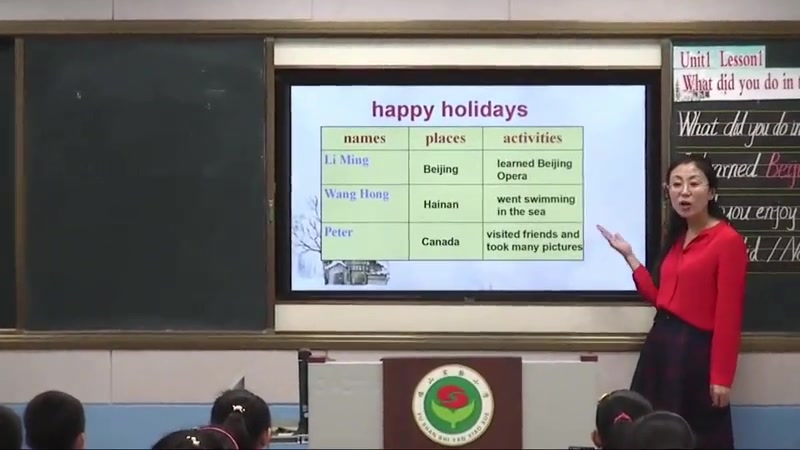 happy holidays
names places activities
Li Ming Beijing learned Beijing
Opera
Wang Hong Hainan went swimming
in the sea
Peter Canada visited friends and
took many pictures
Unit1 Lesson1
What did you do in t
What did you do in
learned Beij
you enjoy